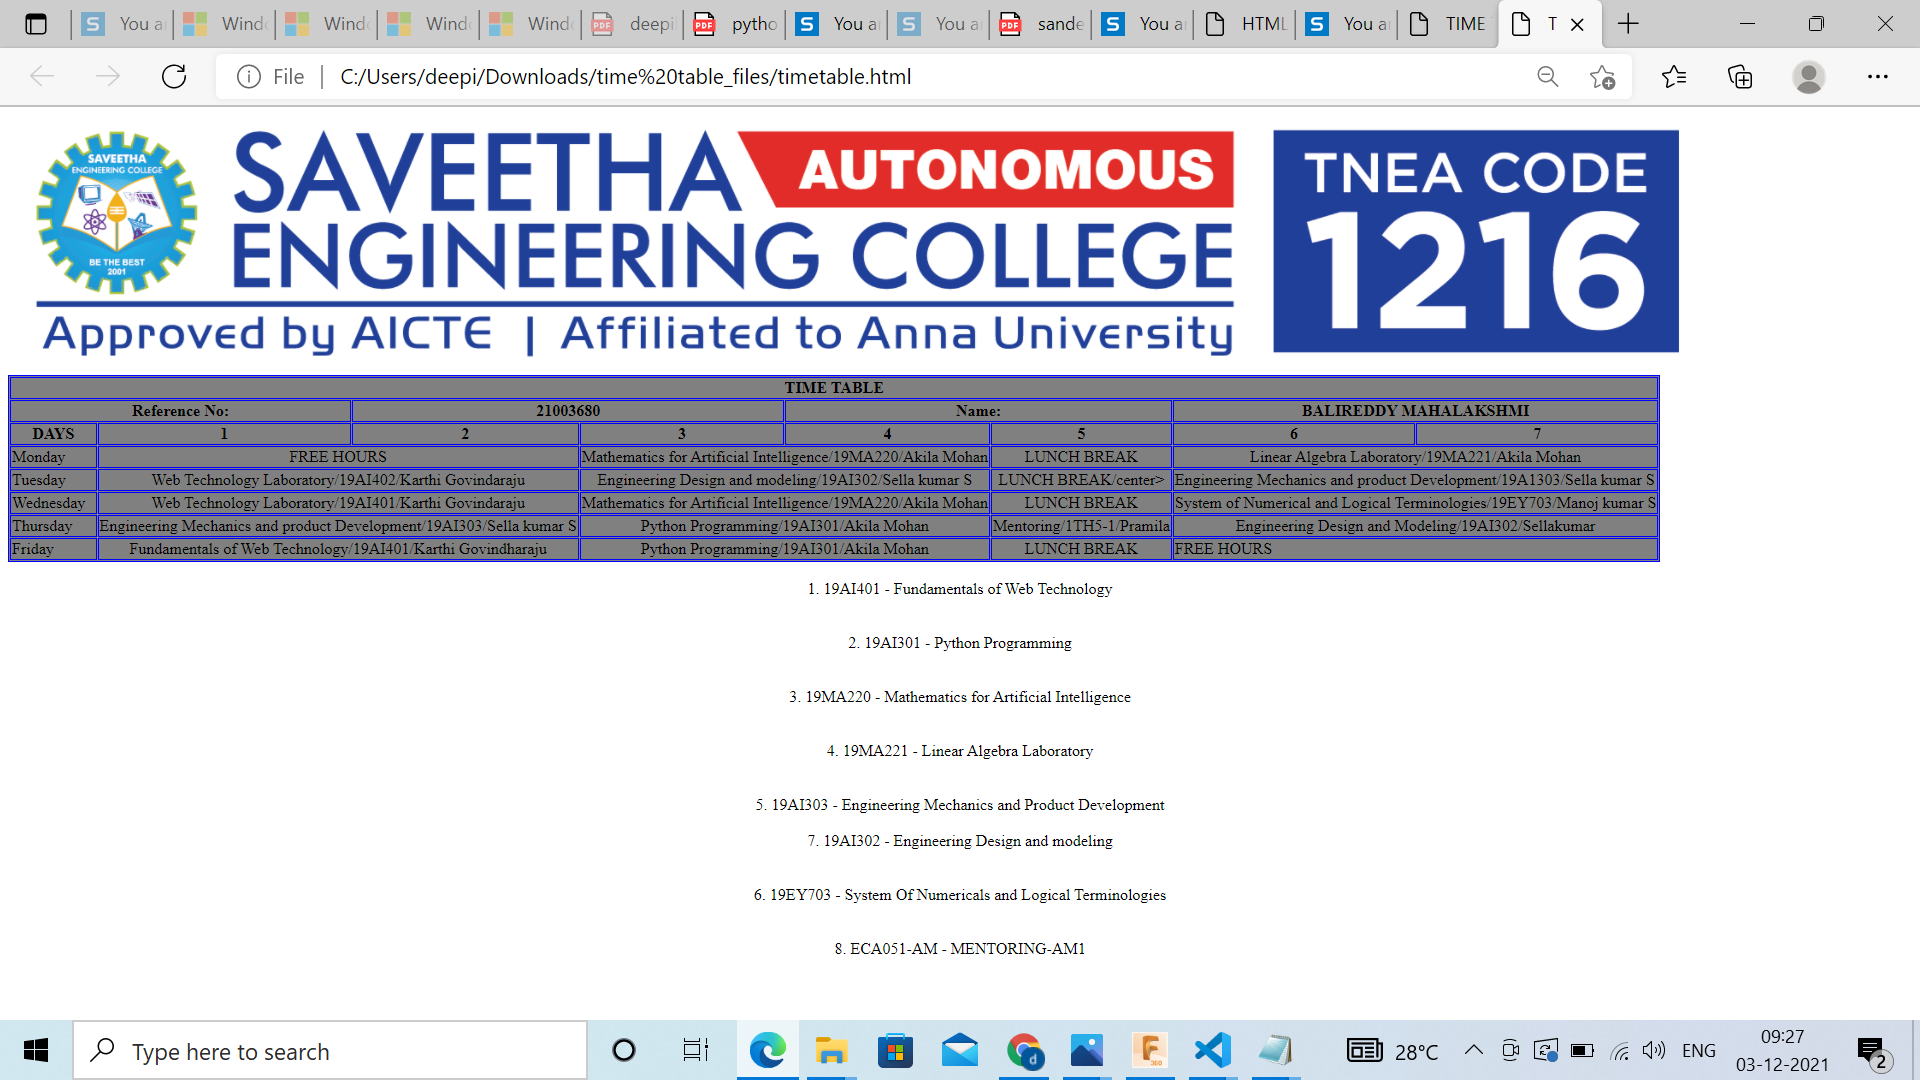 You a Wind Wind Wind Wind deepi pytho You a You a sande You a HTML You a TIME T
File | C:/Users/deepi/Downloads/time%20table_files/timetable.html
SAVEETHA
ENGINEERING COLLEGE
BE THE BEST
2001
SAVEETHA AUTONOMOUS
ENGINEERING COLLEGE
Approved by AICTE | Affiliated to Anna University
TNEA CODE
1216
TIME TABLE
Reference No: 21003680 Name: BALIREDDY MAHALAKSHMI
DAYS 1 2 3 4 5 6 7
Monday FREE HOURS Mathematics for Artificial Intelligence/19MA220/Akila Mohan LUNCH BREAK Linear Algebra Laboratory/19MA221/Akila Mohan
Tuesday Web Technology Laboratory/19AI402/Karthi Govindaraju Engineering Design and modeling/19AI302/Sella kumar S LUNCH BREAK/center> Engineering Mechanics and product Development/19A1303/Sella kumar S
Wednesday Web Technology Laboratory/19AI401/Karthi Govindaraju Mathematics for Artificial Intelligence/19MA220/Akila Mohan LUNCH BREAK System of Numerical and Logical Terminologies/19EY703/Manoj kumar S
Thursday Engineering Mechanics and product Development/19AI303/Sella kumar S Python Programming/19AI301/Akila Mohan Mentoring/1TH5-1/Pramila Engineering Design and Modeling/19AI302/Sellakumar
Friday Fundamentals of Web Technology/19AI401/Karthi Govindharaju Python Programming/19AI301/Akila Mohan LUNCH BREAK FREE HOURS
1. 19AI401 - Fundamentals of Web Technology
2. 19AI301 - Python Programming
3. 19MA220 - Mathematics for Artificial Intelligence
4. 19MA221 - Linear Algebra Laboratory
5. 19AI303 - Engineering Mechanics and Product Development
7. 19AI302 - Engineering Design and modeling
6. 19EY703 - System Of Numericals and Logical Terminologies
8. ECA051-AM - MENTORING-AM1
Type here to search
28°C ENG
09:27
03-12-2021
2